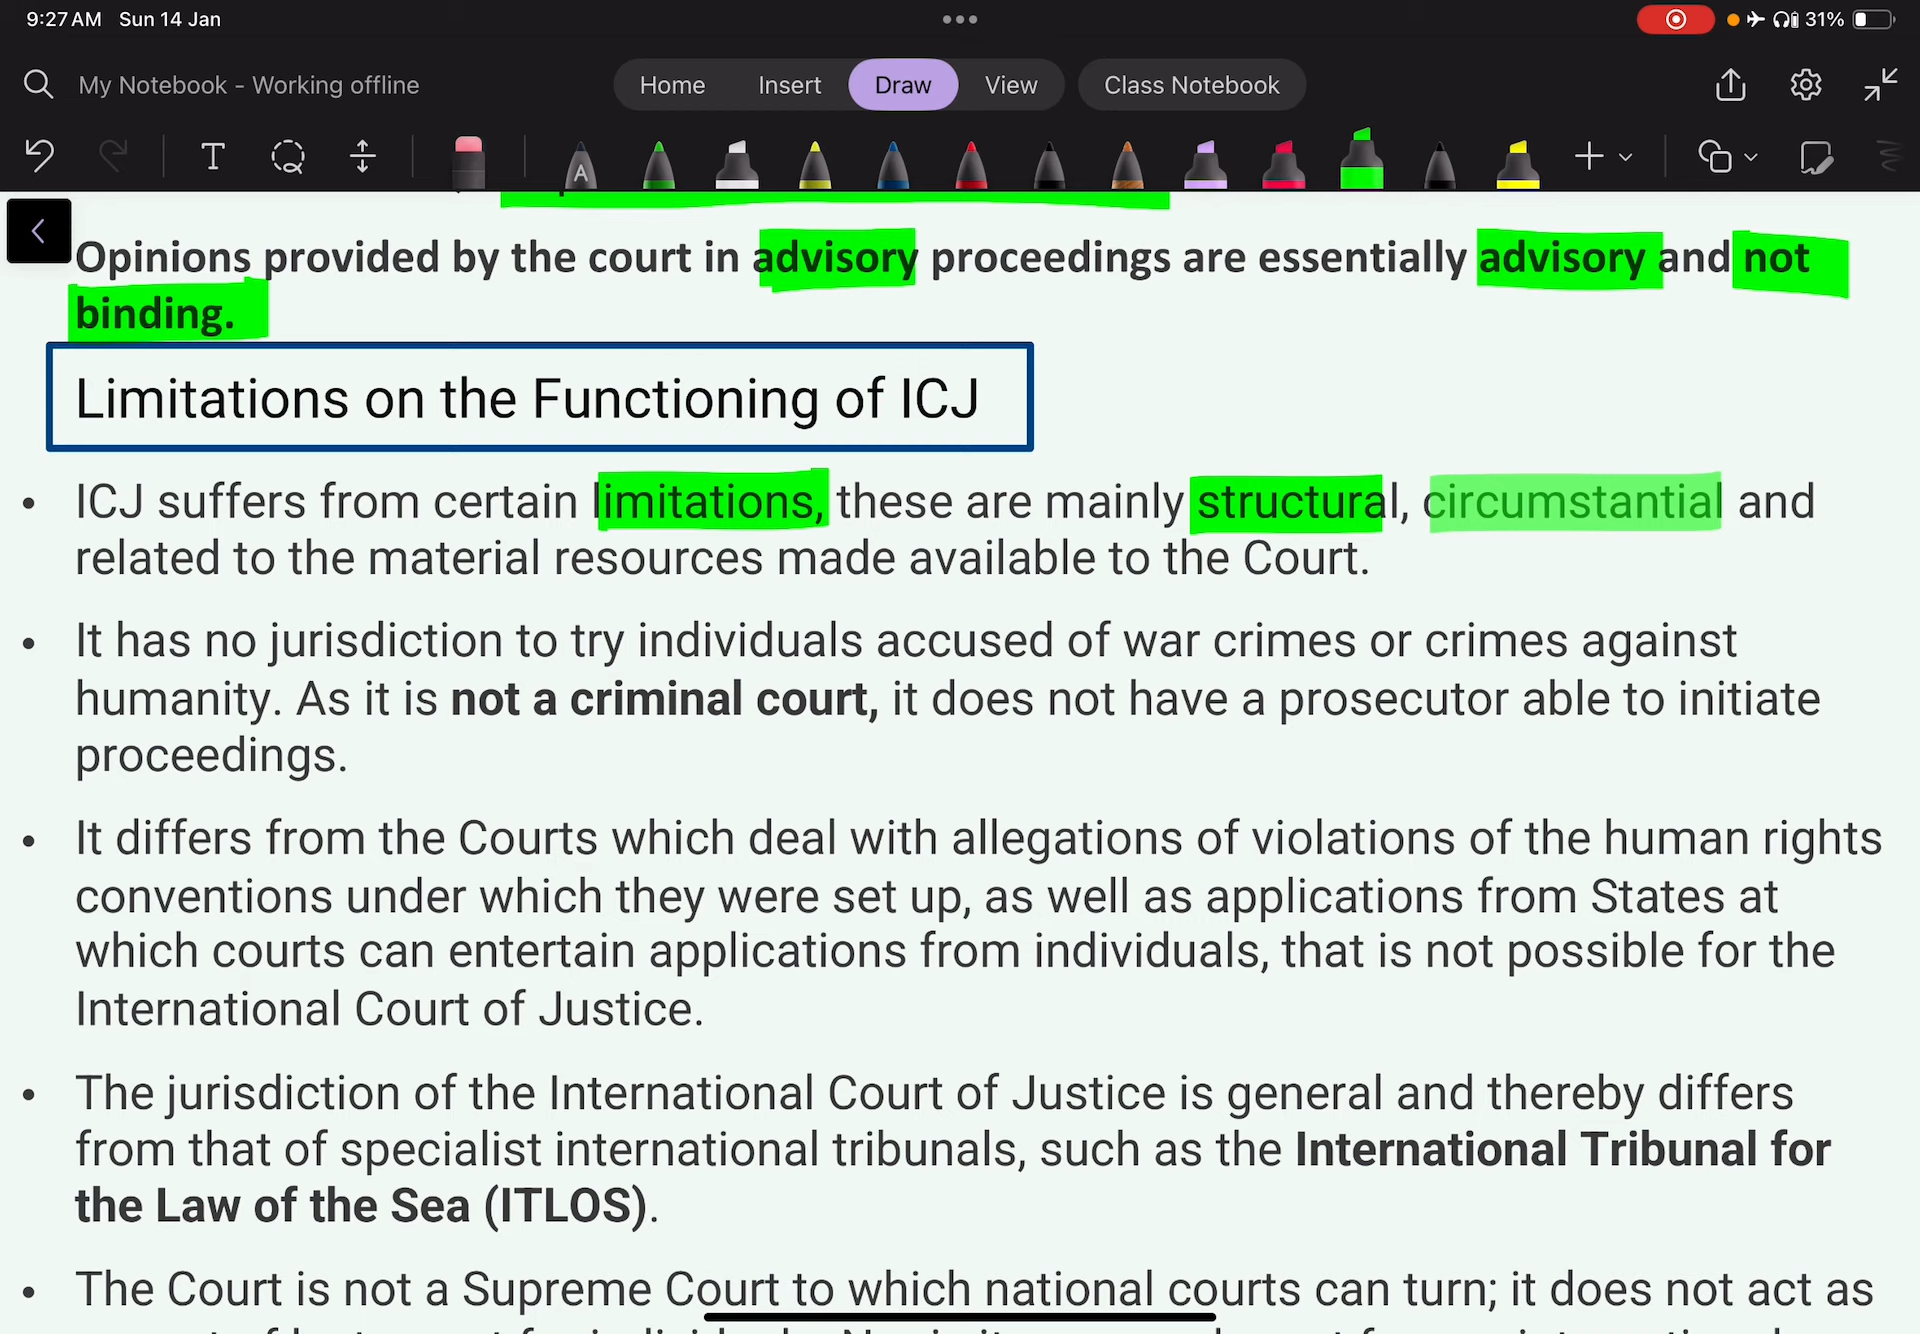 9:27 AM Sun 14 Jan
31%
My Notebook - Working offline
Home Insert Draw View Class Notebook
T
A
Opinions provided by the court in advisory proceedings are essentially advisory and not
binding.
Limitations on the Functioning of ICJ
• ICJ suffers from certain limitations, these are mainly structural, circumstantial and
related to the material resources made available to the Court.
• It has no jurisdiction to try individuals accused of war crimes or crimes against
humanity. As it is not a criminal court, it does not have a prosecutor able to initiate
proceedings.
• It differs from the Courts which deal with allegations of violations of the human rights
conventions under which they were set up, as well as applications from States at
which courts can entertain applications from individuals, that is not possible for the
International Court of Justice.
• The jurisdiction of the International Court of Justice is general and thereby differs
from that of specialist international tribunals, such as the International Tribunal for
the Law of the Sea (ITLOS).
• The Court is not a Supreme Court to which national courts can turn; it does not act as